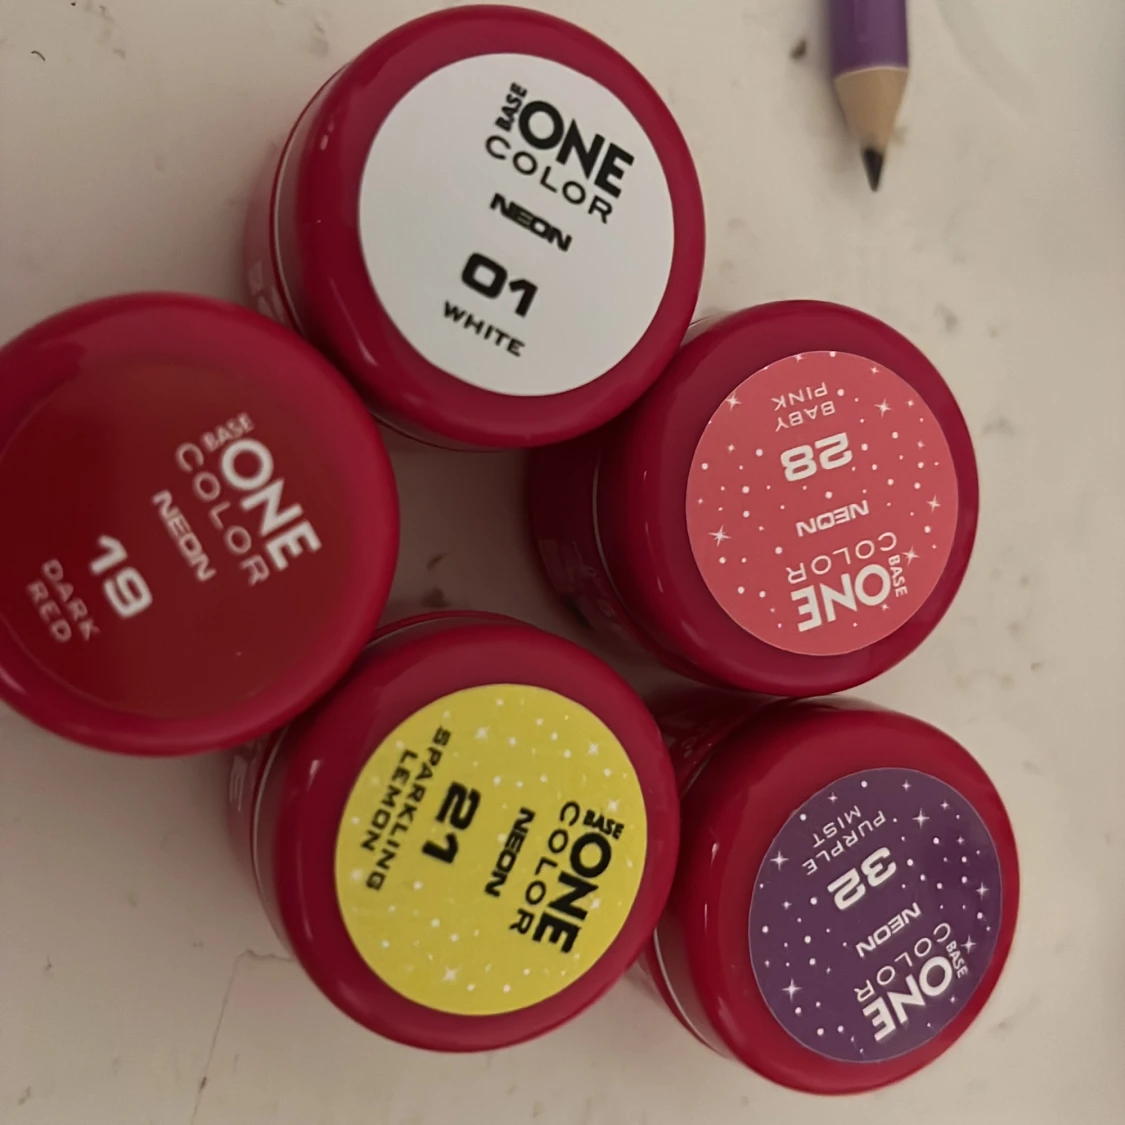 BASE
ONE
COLOR
NEON
01
WHITE
BASE
ONE
COLOR
NEON
19
DARK
RED
BASE
ONE
COLOR
NEON
28
BABY
PINK
BASE
ONE
COLOR
NEON
21
SPARKLING
LEMON
BASE
ONE
COLOR
NEON
32
PURPLE
MIST